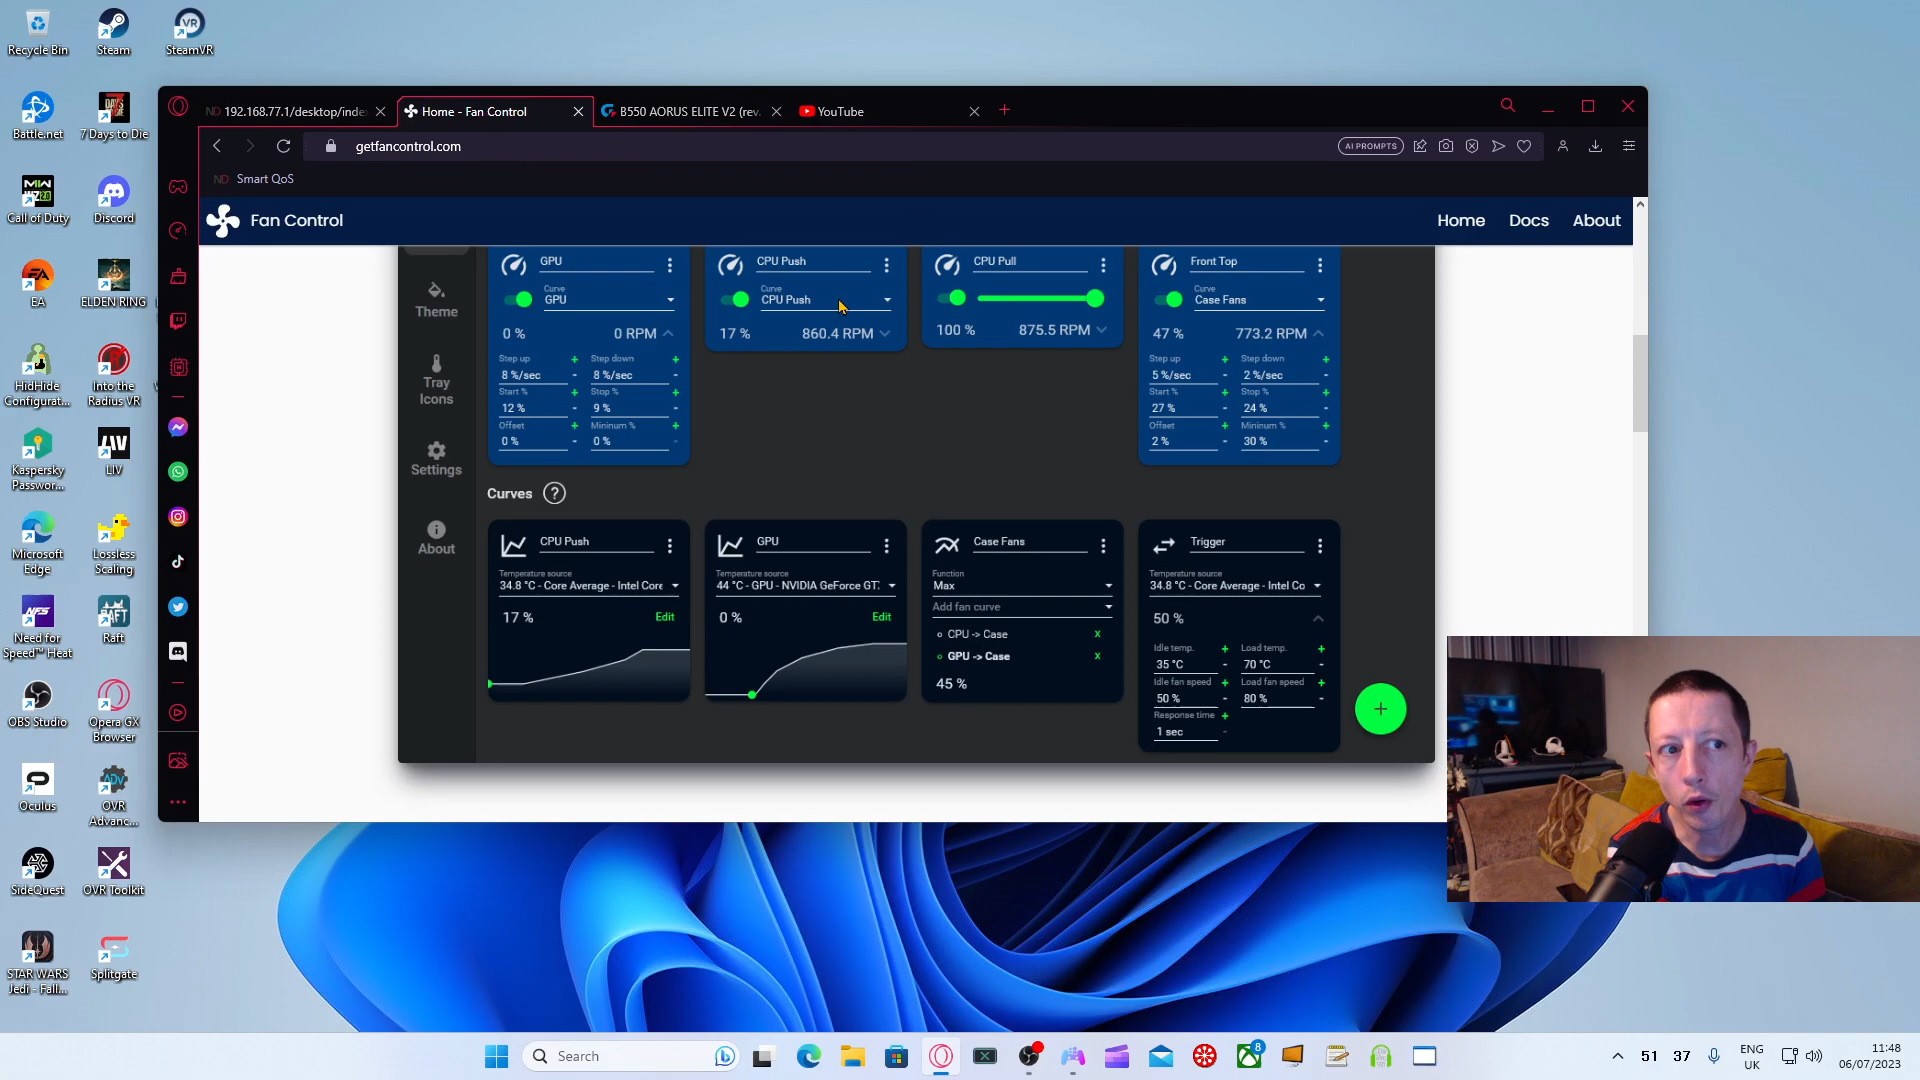 Recycle Bin
Steam
SteamVR
Battle.net
7 Days to Die
Call of Duty
Discord
EA
ELDEN RING
HidHide
Configurat...
Into the
Radius VR
Kaspersky
Passwor...
LIV
Microsoft
Edge
Lossless
Scaling
Need for
Speed™ Heat
Raft
OBS Studio
Opera GX
Browser
Oculus
OVR
Advanc...
SideQuest
OVR Toolkit
STAR WARS
Jedi - Fall...
Splitgate
192.168.77.1/desktop/inde
Home - Fan Control
B550 AORUS ELITE V2 (rev.
YouTube
getfancontrol.com
AI PROMPTS
ND Smart QoS
Fan Control
Home
Docs
About
Theme
Tray
Icons
Settings
About
GPU
Curve
GPU
0 %
0 RPM
Step up
Step down
8 %/sec
8 %/sec
Start %
Stop %
12 %
9 %
Offset
Mininum %
0 %
0 %
CPU Push
Curve
CPU Push
17 %
860.4 RPM
CPU Pull
100 %
875.5 RPM
Front Top
Curve
Case Fans
47 %
773.2 RPM
Step up
Step down
5 %/sec
2 %/sec
Start %
Stop %
27 %
24 %
Offset
Mininum %
2 %
30 %
Curves ?
CPU Push
Temperature source
34.8 °C - Core Average - Intel Core
17 %
Edit
GPU
Temperature source
44 °C - GPU - NVIDIA GeForce GT
0 %
Edit
Case Fans
Function
Max
Add fan curve
CPU -> Case x
GPU -> Case x
45 %
Trigger
Temperature source
34.8 °C - Core Average - Intel Co
50 %
Idle temp.
Load temp.
35 °C
70 °C
Idle fan speed
Load fan speed
50 %
80 %
Response time
1 sec
Search
8
51
37
ENG
UK
11:48
06/07/2023